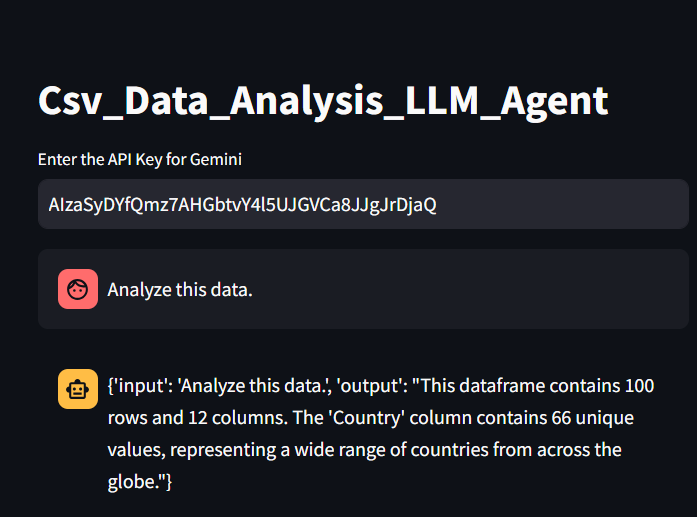 Csv_Data_Analysis_LLM_Agent
Enter the API Key for Gemini
AIzaSyDYfQmz7AHGbtvY4l5UJGVCa8JJgJrDjaQ
Analyze this data.
{'input': 'Analyze this data.', 'output': "This dataframe contains 100
rows and 12 columns. The 'Country' column contains 66 unique
values, representing a wide range of countries from across the
globe."}